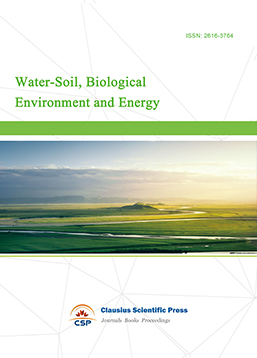 ISSN: 2616-3764
Water-Soil, Biological
Environment and Energy
CSP
Clausius Scientific Press
Journals Books Proceedings